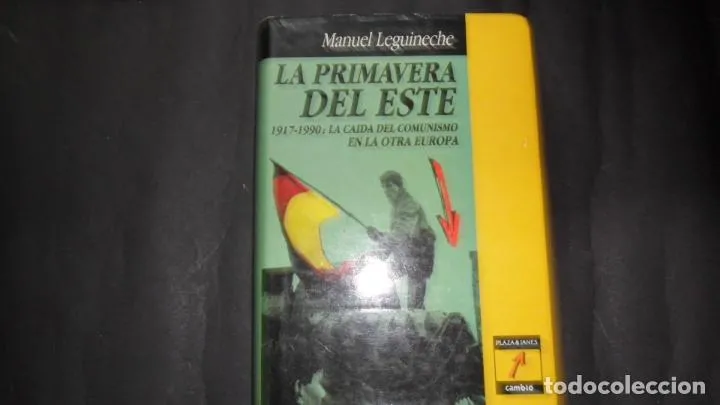 Manuel Leguineche
LA PRIMAVERA
DEL ESTE
1917-1990: LA CAIDA DEL COMUNISMO
EN LA OTRA EUROPA
PLAZA & JANES
cambio
todocoleccion